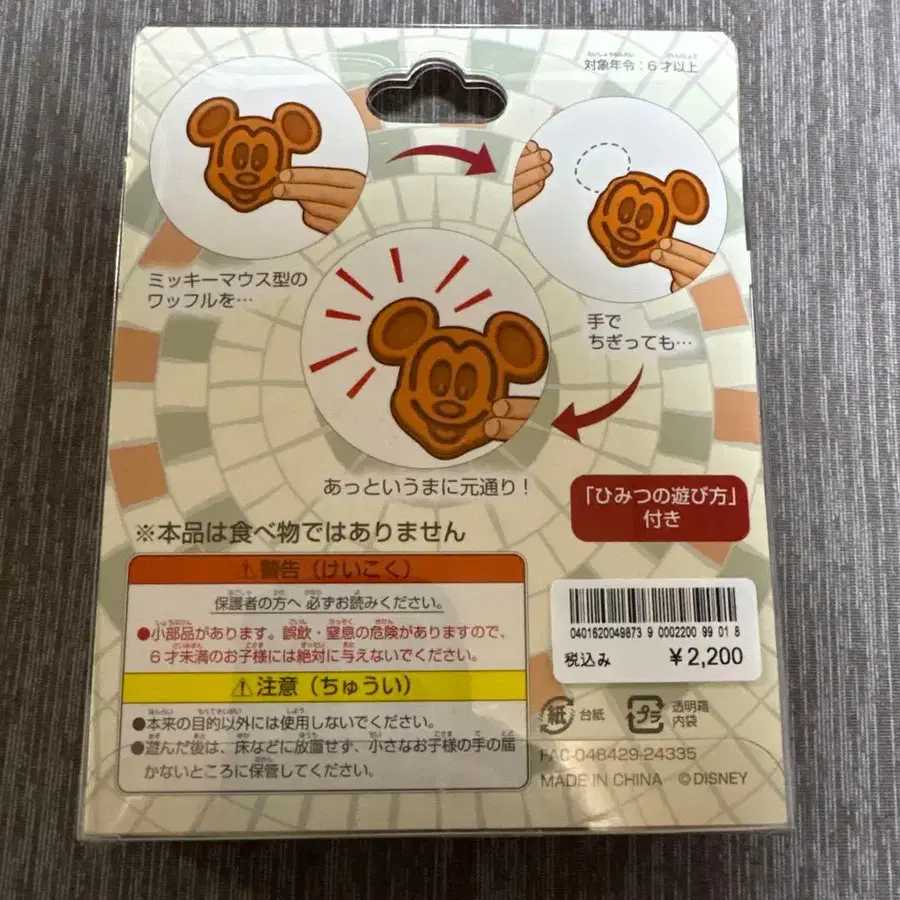 対象年令：6才以上
ミッキーマウス型の
ワッフルを…
手で
ちぎっても…
あっというまに元通り！
「ひみつの遊び方」
付き
※本品は食べ物ではありません
⚠警告（けいこく）
保護者の方へ 必ずお読みください。
●小部品があります。誤飲・窒息の危険がありますので、
6才未満のお子様には絶対に与えないでください。
⚠注意（ちゅうい）
●本来の目的以外には使用しないでください。
●遊んだ後は、床などに放置せず、小さなお子様の手の届
かないところに保管してください。
0401620049873 9 0002200 99 01 8
税込み ¥2,200
紙 台紙
プラ 透明箱
内袋
FAC-048429-24335
MADE IN CHINA ©DISNEY